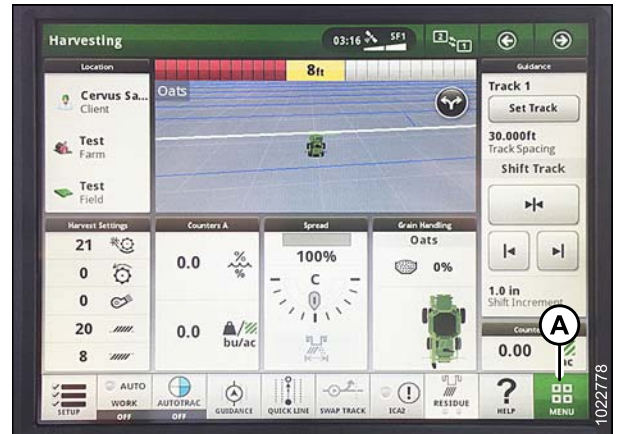 Harvesting
03:16
SF1
2
1
Location
Cervus Sa...
Client
Test
Farm
Test
Field
8ft
Oats
Guidance
Track 1
Set Track
30.000ft
Track Spacing
Shift Track
1.0 in
Shift Increment
Harvest Settings
21
0
0
20
8
Counters A
0.0 %
%
0.0
bu/ac
Spread
100%
C
Grain Handling
Oats
0%
A
0.00
ac
SETUP
AUTO
WORK
OFF
AUTOTRAC
OFF
GUIDANCE
QUICK LINE
SWAP TRACK
ICA2
RESIDUE
?
HELP
MENU
1022778